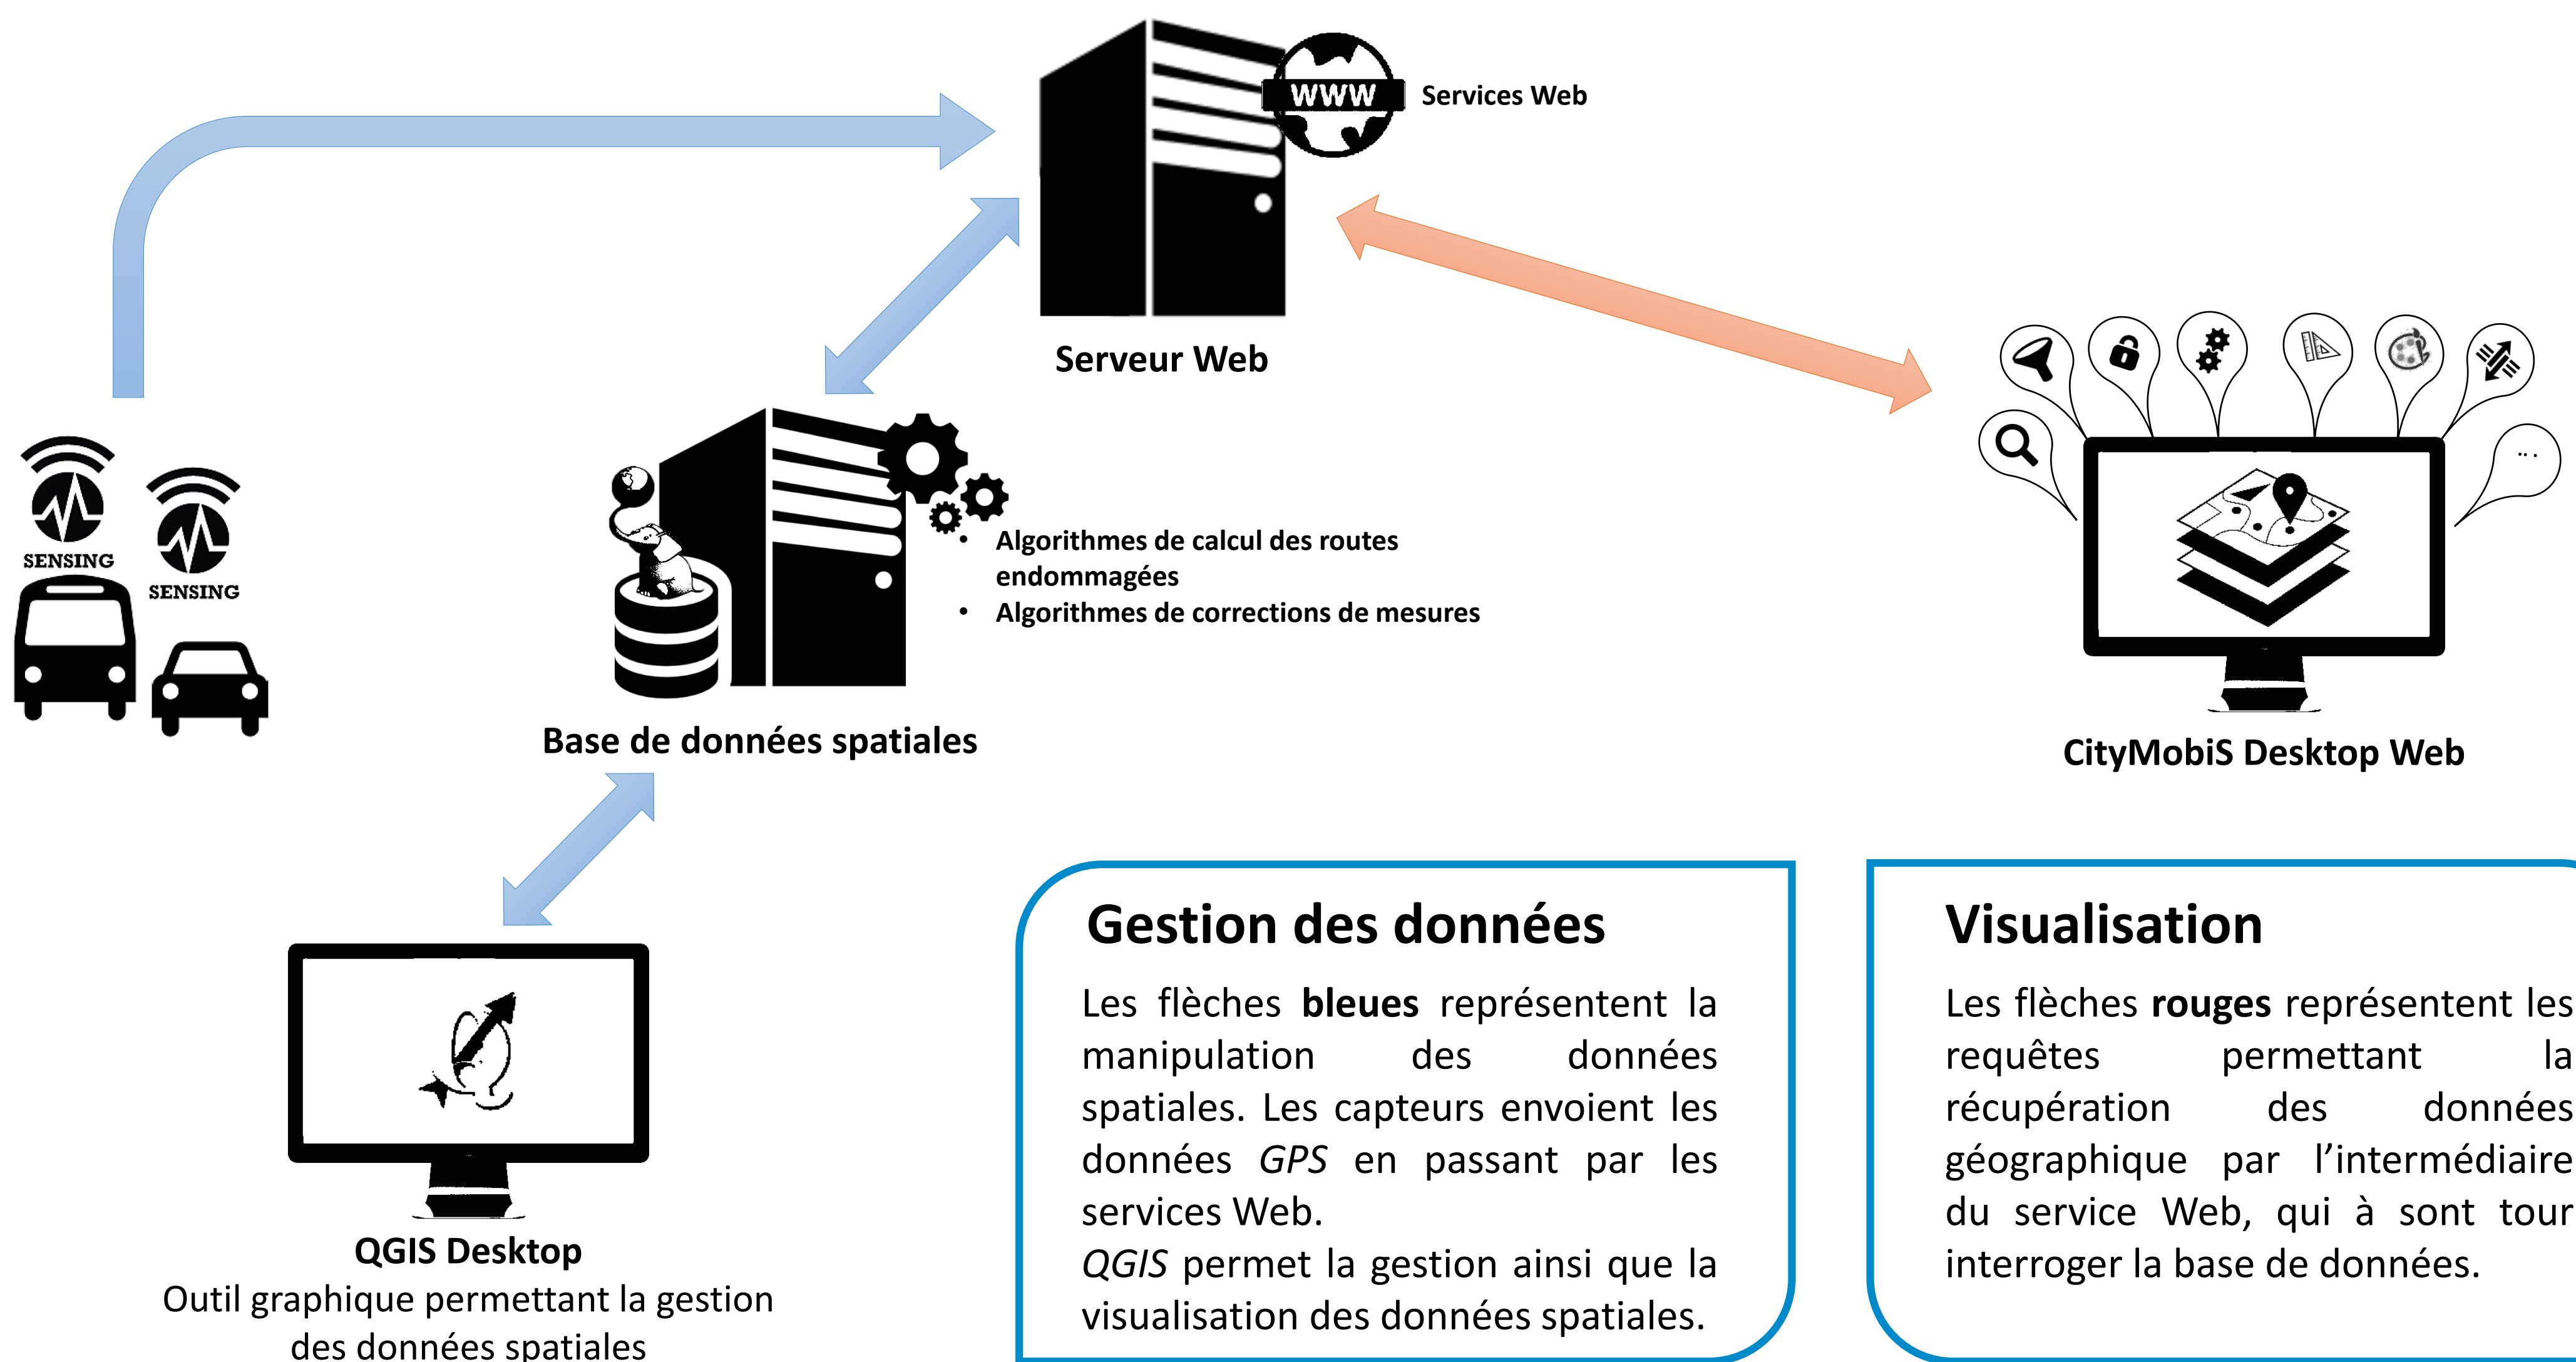 WWW
Services Web
Serveur Web
SENSING
SENSING
• Algorithmes de calcul des routes
endommagées
• Algorithmes de corrections de mesures
Base de données spatiales
CityMobiS Desktop Web
QGIS Desktop
Outil graphique permettant la gestion
des données spatiales
Gestion des données
Les flèches bleues représentent la
manipulation des données
spatiales. Les capteurs envoient les
données GPS en passant par les
services Web.
QGIS permet la gestion ainsi que la
visualisation des données spatiales.
Visualisation
Les flèches rouges représentent les
requêtes permettant la
récupération des données
géographique par l’intermédiaire
du service Web, qui à sont tour
interroger la base de données.